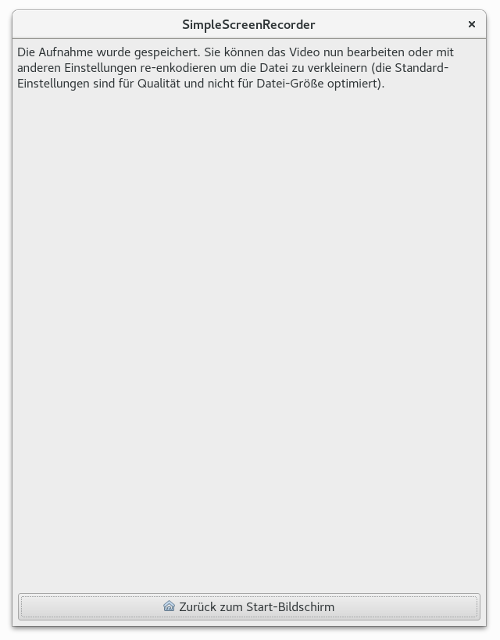 SimpleScreenRecorder
Die Aufnahme wurde gespeichert. Sie können das Video nun bearbeiten oder mit
anderen Einstellungen re-enkodieren um die Datei zu verkleinern (die Standard-
Einstellungen sind für Qualität und nicht für Datei-Größe optimiert).
Zurück zum Start-Bildschirm